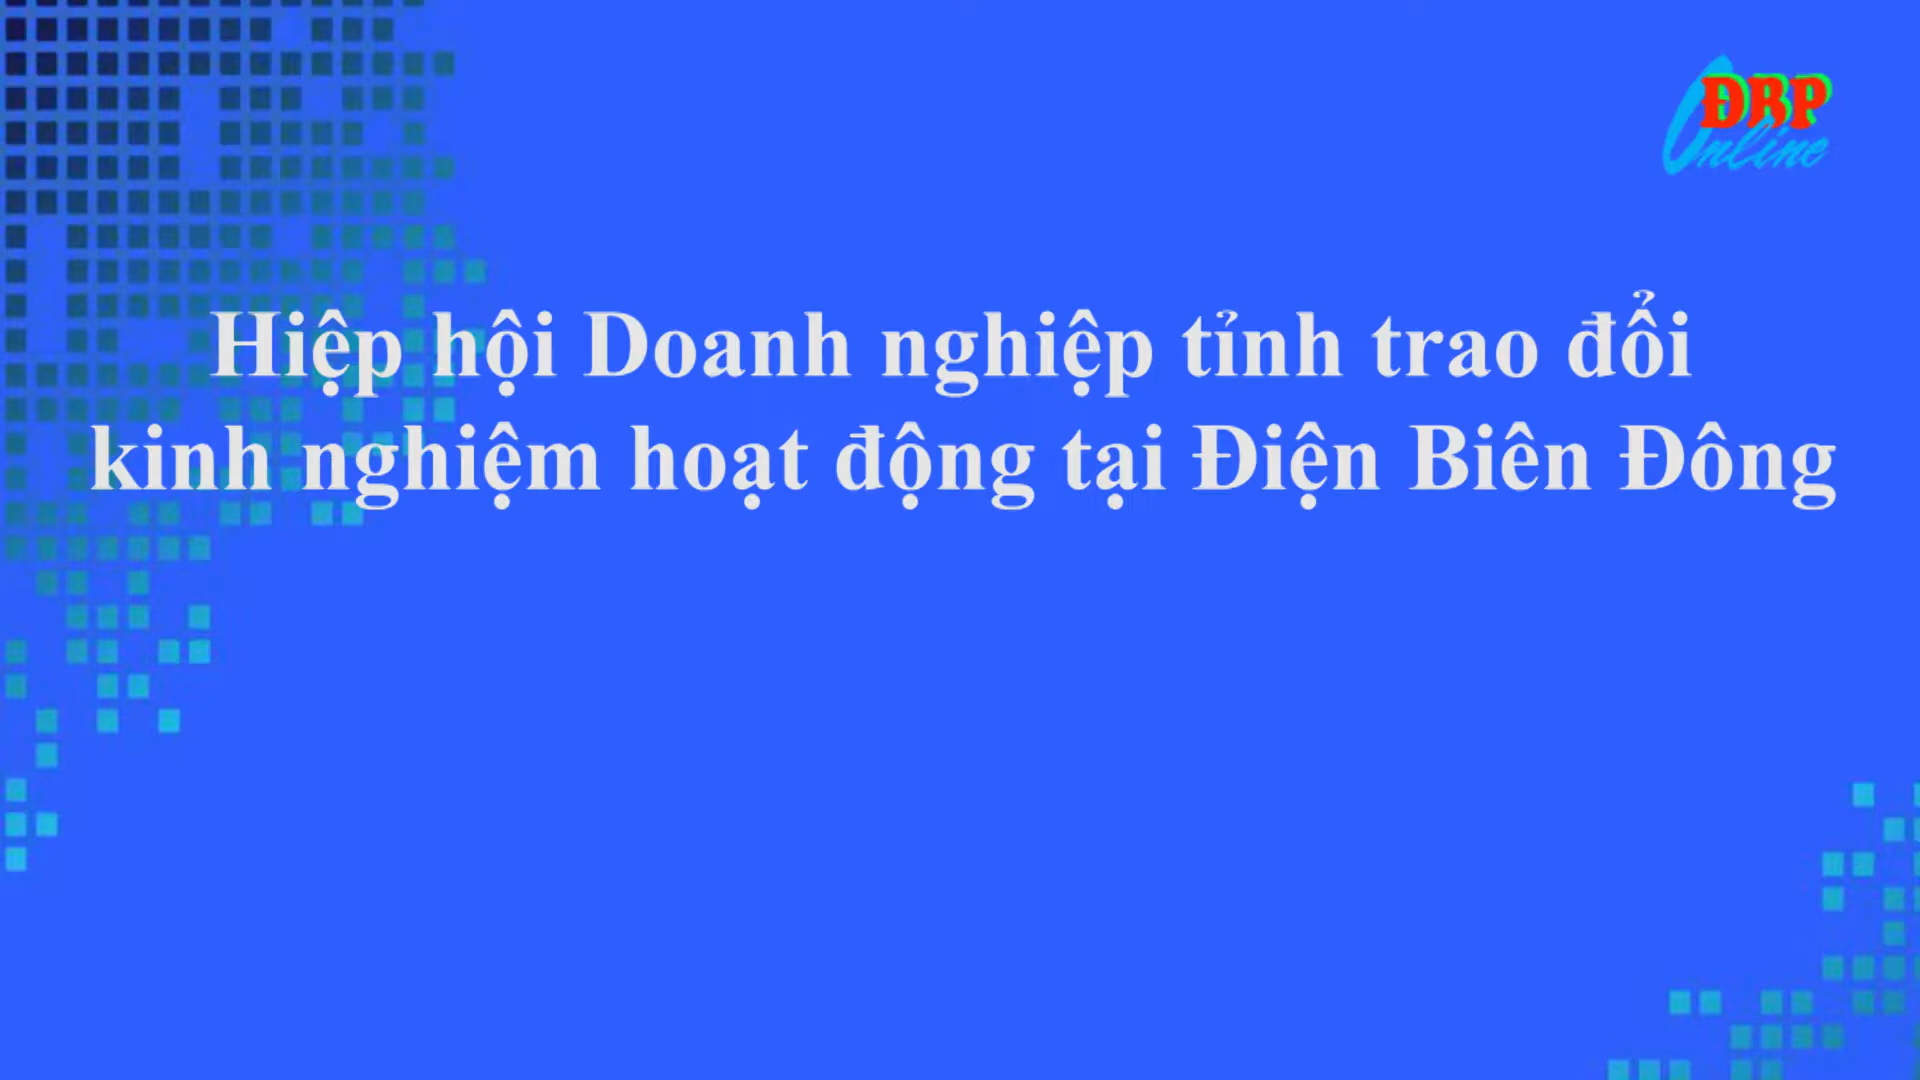 ĐBP
Online
Hiệp hội Doanh nghiệp tỉnh trao đổi
kinh nghiệm hoạt động tại Điện Biên Đông